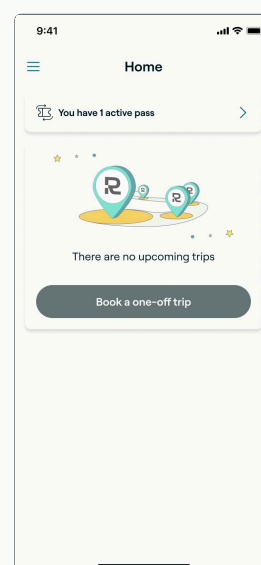 9:41
Home
You have 1 active pass
There are no upcoming trips
Book a one-off trip